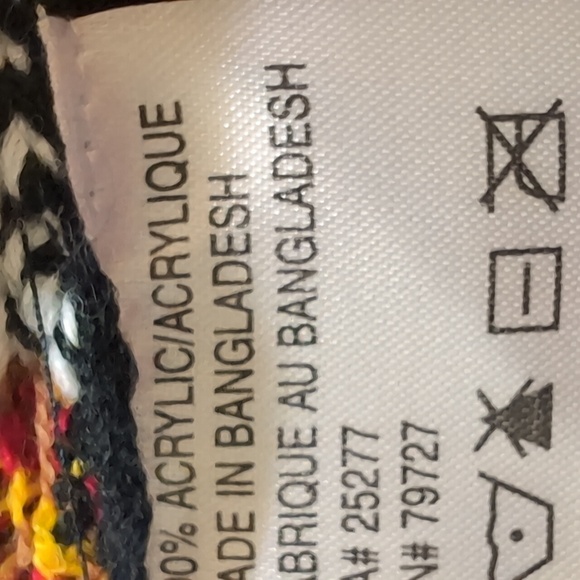 00% ACRYLIC/ACRYLIQUE
ADE IN BANGLADESH
ABRIQUE AU BANGLADESH
A# 25277
N# 79727